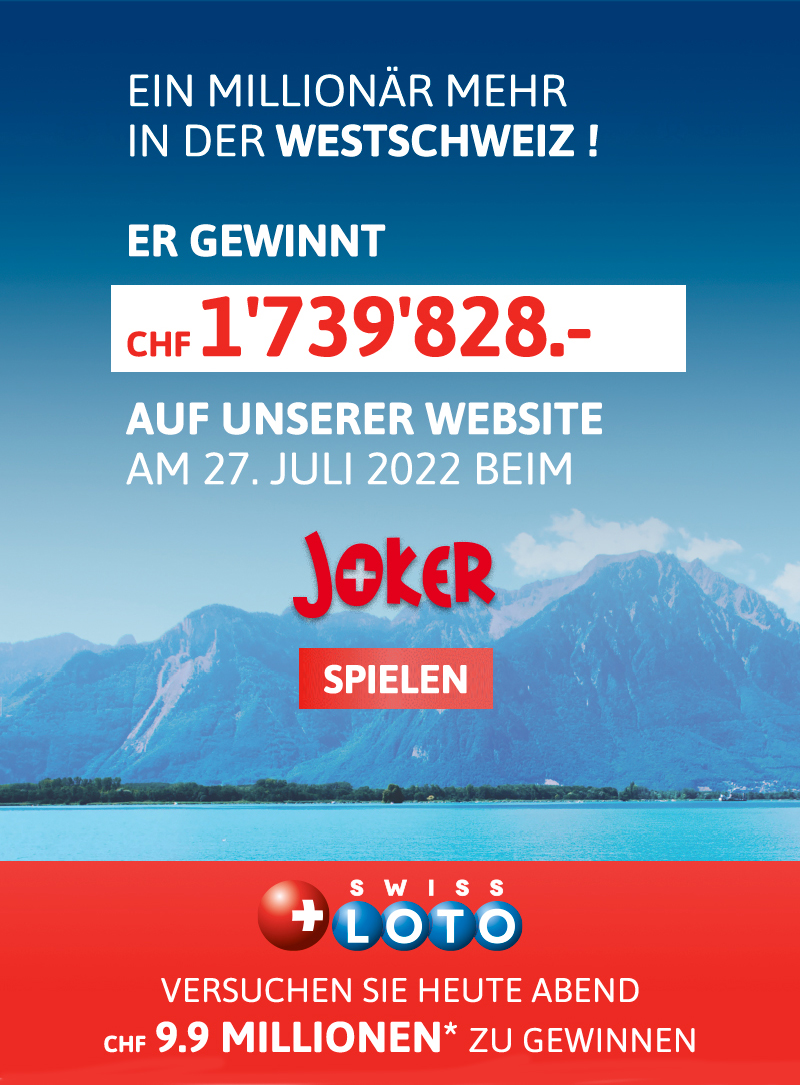 EIN MILLIONÄR MEHR
IN DER WESTSCHWEIZ !
ER GEWINNT
CHF 1'739'828.-
AUF UNSERER WEBSITE
AM 27. JULI 2022 BEIM
JOKER
SPIELEN
SWISS
LOTO
VERSUCHEN SIE HEUTE ABEND
CHF 9.9 MILLIONEN* ZU GEWINNEN